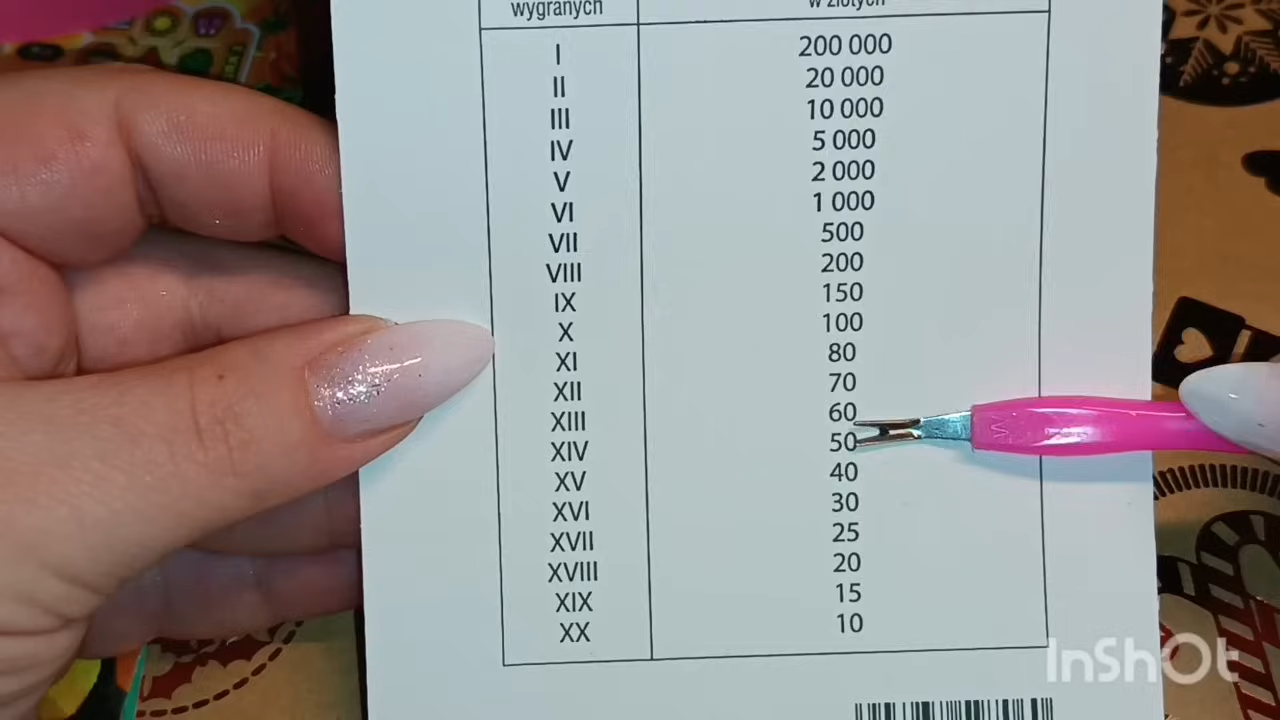 wygranych w złotych
I 200 000
II 20 000
III 10 000
IV 5 000
V 2 000
VI 1 000
VII 500
VIII 200
IX 150
X 100
XI 80
XII 70
XIII 60
XIV 50
XV 40
XVI 30
XVII 25
XVIII 20
XIX 15
XX 10
InShOt